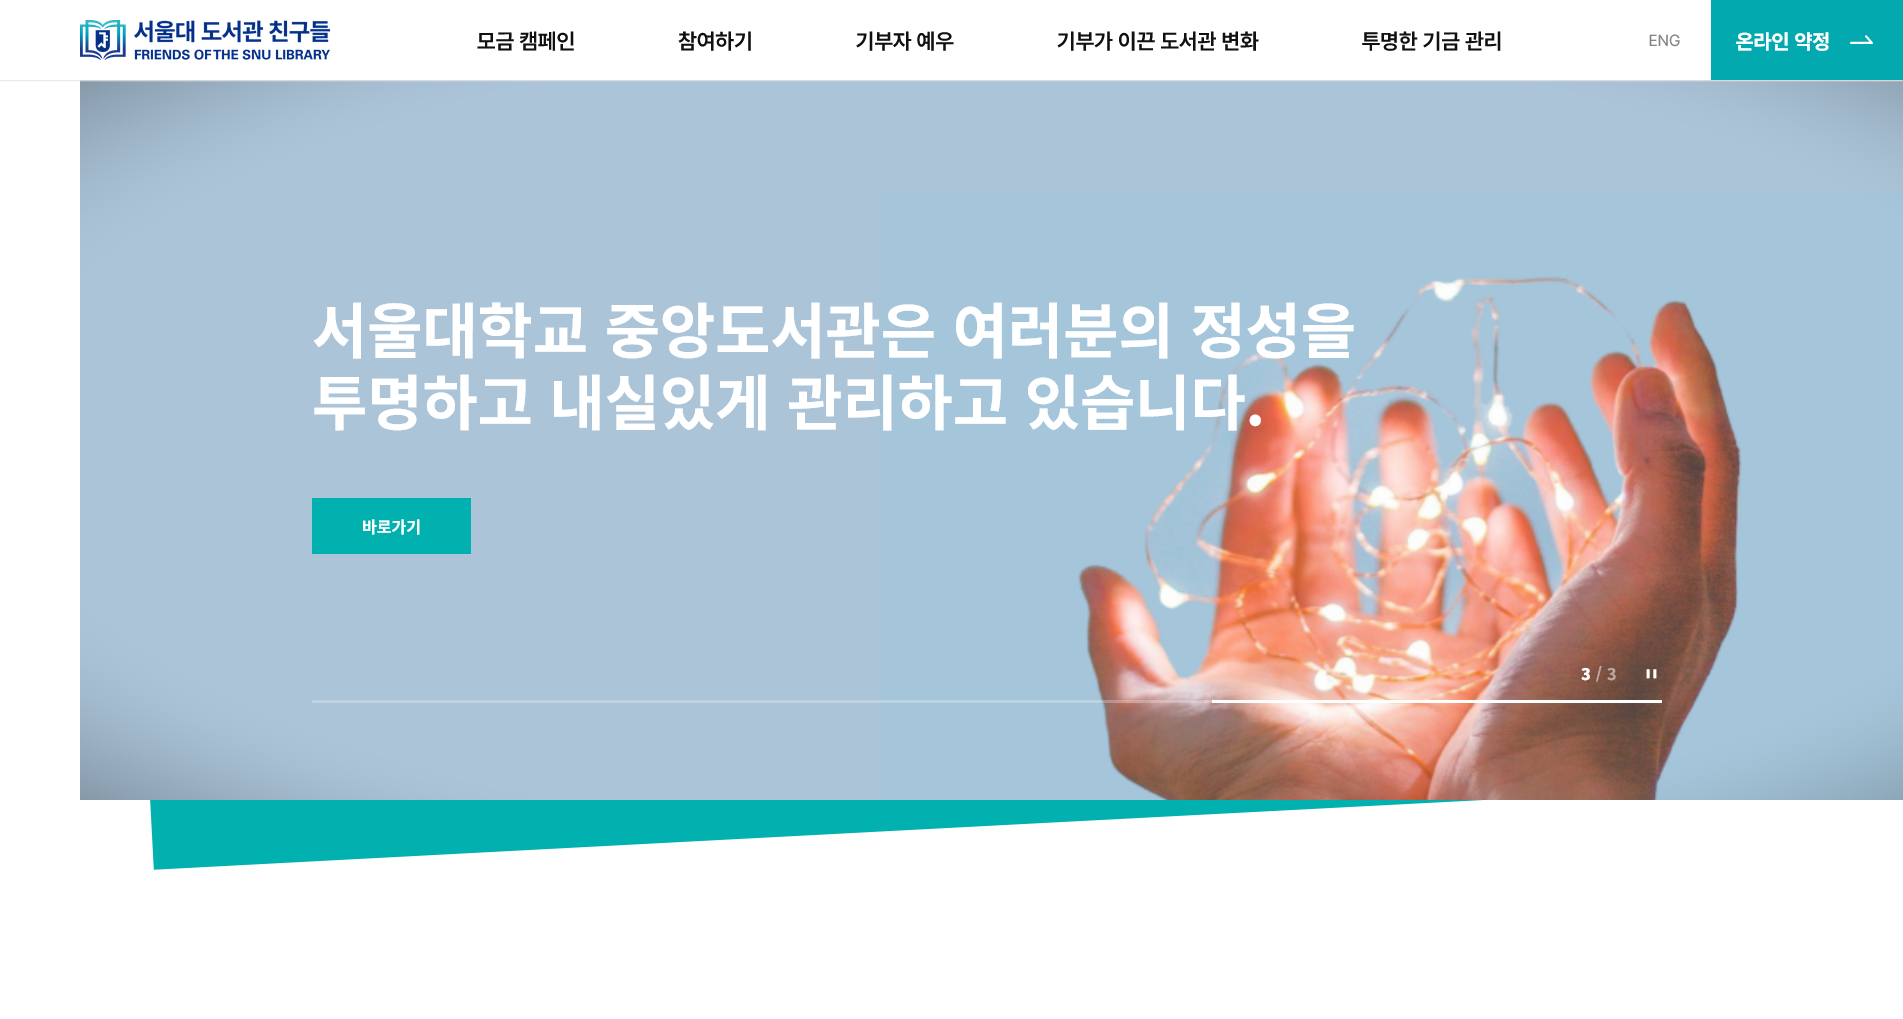 서울대 도서관 친구들
FRIENDS OF THE SNU LIBRARY
모금 캠페인
참여하기
기부자 예우
기부가 이끈 도서관 변화
투명한 기금 관리
ENG
온라인 약정
서울대학교 중앙도서관은 여러분의 정성을
투명하고 내실있게 관리하고 있습니다.
바로가기
3 / 3